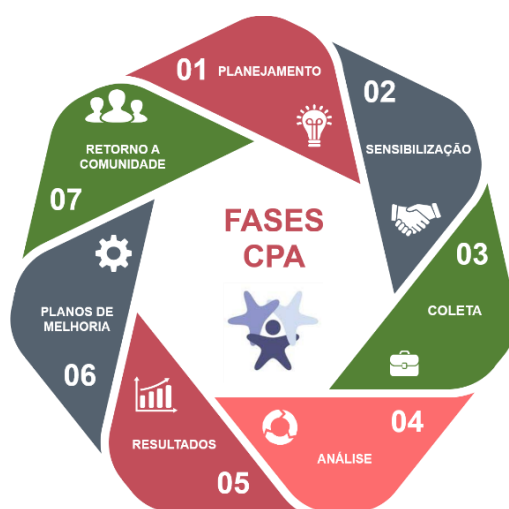 FASES
CPA
01 PLANEJAMENTO
02
SENSIBILIZAÇÃO
03
COLETA
04
ANÁLISE
05
RESULTADOS
06
PLANOS DE
MELHORIA
07
RETORNO A
COMUNIDADE